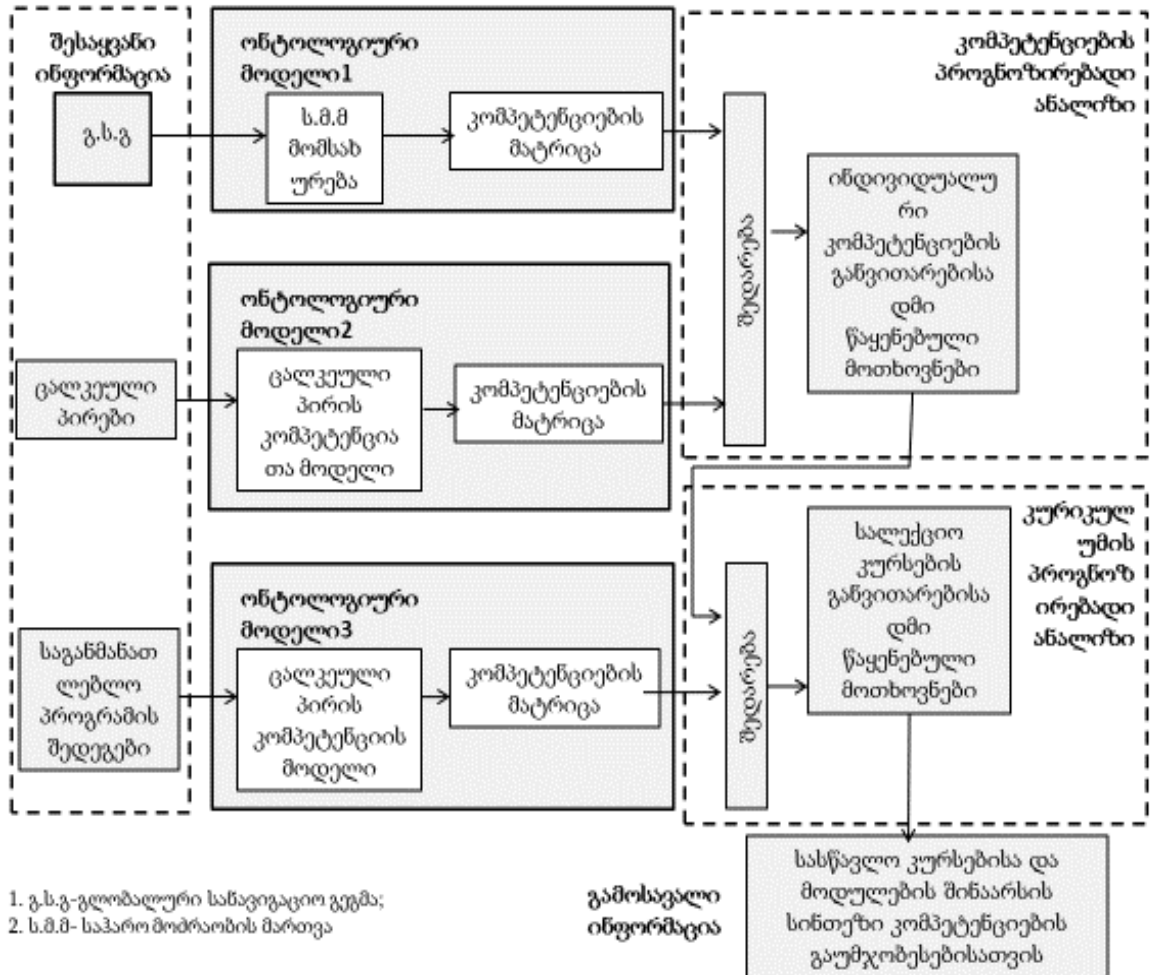 შესაყვანი
ინფორმაცია
გ.ს.გ
ონტოლოგიური
მოდელი1
ს.მ.მ
მომსახ
ურება
კომპეტენციების
მატრიცა
კომპეტენციების
პროგნოზირებადი
ანალიზი
შედარება
ინდივიდუალუ
რი
კომპეტენციების
განვითარებისა
დმი
წაყენებული
მოთხოვნები
ცალკეული
პირები
ონტოლოგიური
მოდელი2
ცალკეული
პირის
კომპეტენცია
თა მოდელი
კომპეტენციების
მატრიცა
საგანმანათ
ლებლო
პროგრამის
შედეგები
ონტოლოგიური
მოდელი3
ცალკეული
პირის
კომპეტენციის
მოდელი
კომპეტენციების
მატრიცა
შედარება
სალექციო
კურსების
განვითარებისა
დმი
წაყენებული
მოთხოვნები
კურიკულ
უმის
პროგნოზ
ირებადი
ანალიზი
1. გ.ს.გ-გლობალური სანავიგაციო გეგმა;
2. ს.მ.მ- საჰარო მოძრაობის მართვა
გამოსავალი
ინფორმაცია
სასწავლო კურსებისა და
მოდულების შინაარსის
სინთეზი კომპეტენციების
გაუმჯობესებისათვის